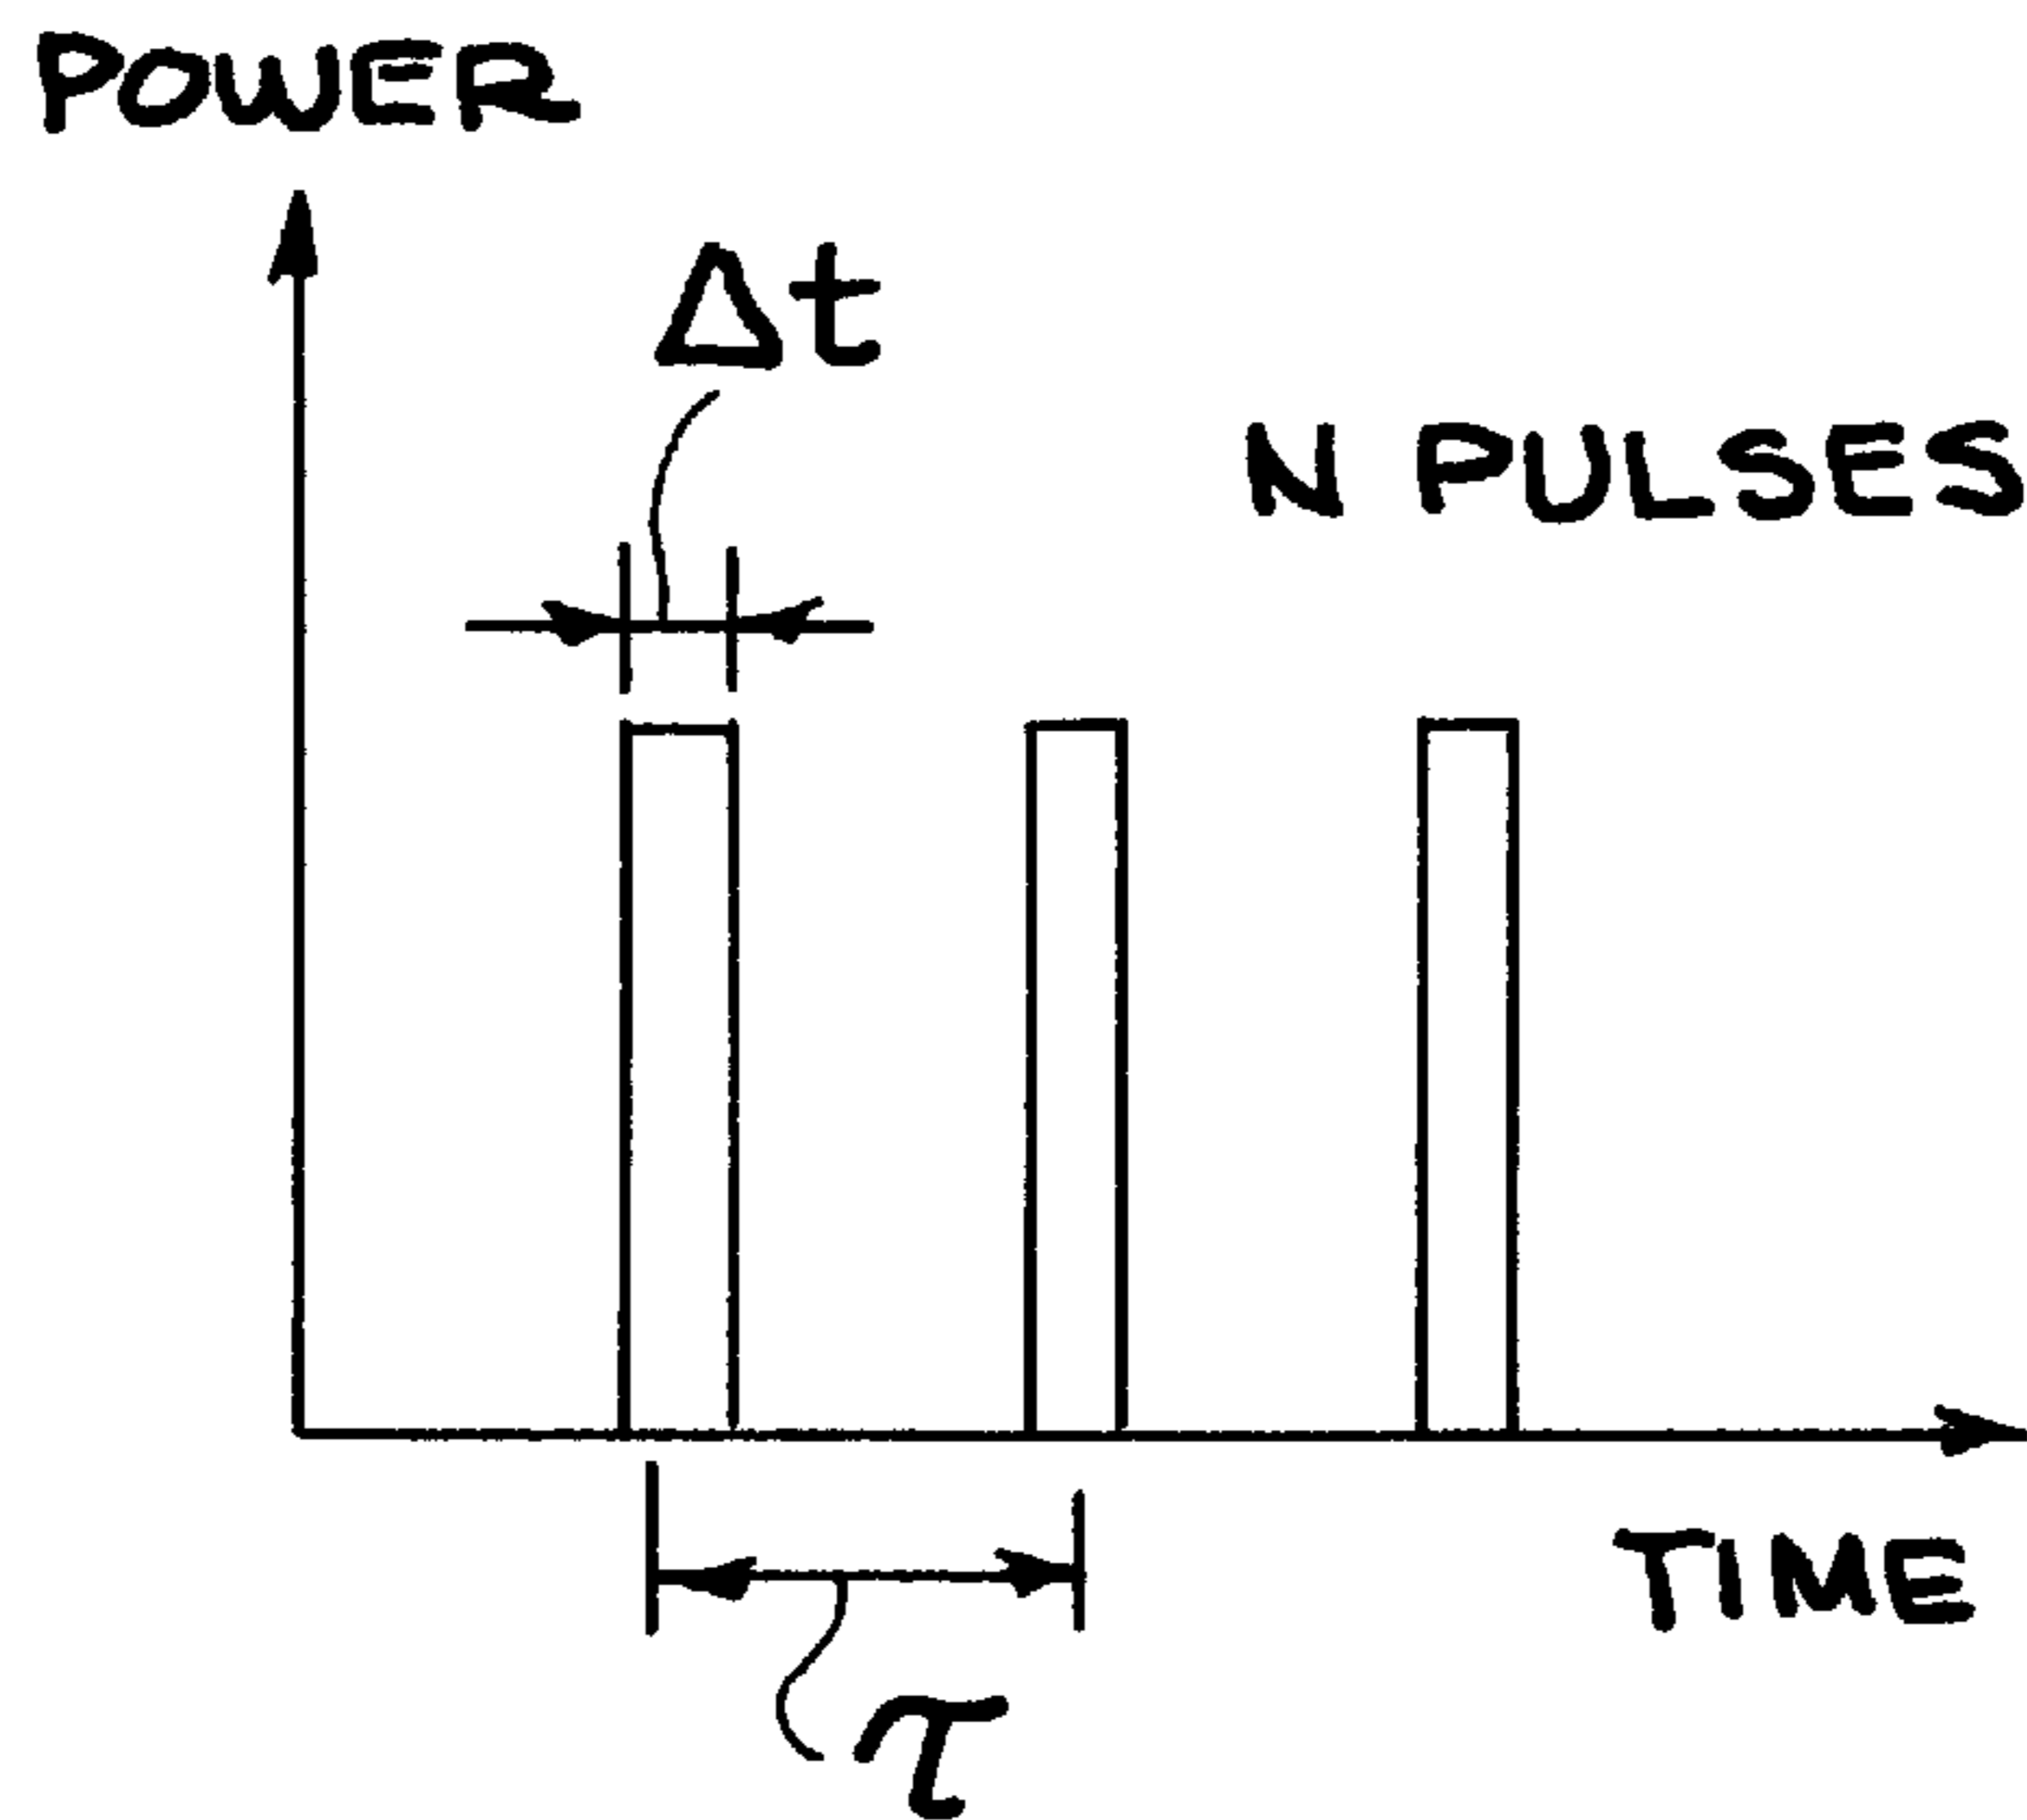 POWER
Δt
N PULSES
TIME
τ